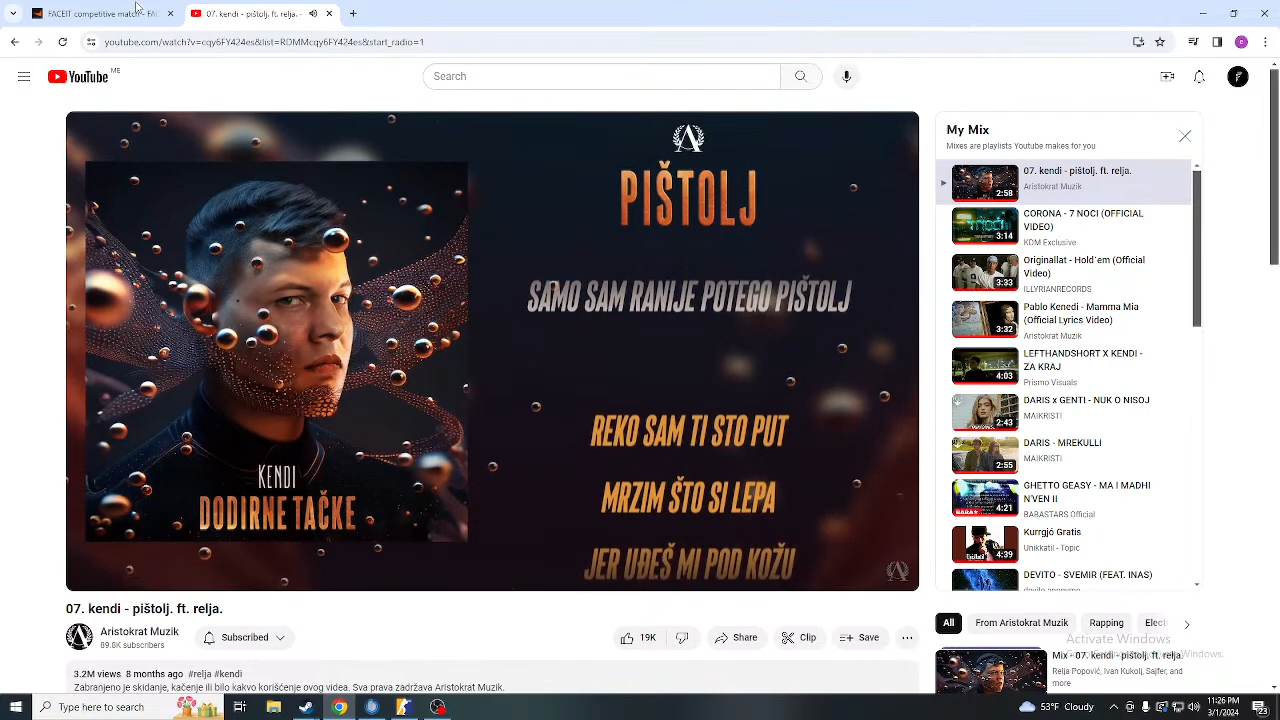 FACEIT competitive match
07. kendi - pištolj. ft. relja. -
youtube.com/watch?v=cqy6FY424es&list=RDMMcqy6FY424es&start_radio=1
YouTube ME
Search
PIŠTOLJ
SAMO SAM RANIJE POTEGO PIŠTOLJ
REKO SAM TI STO PUT
MRZIM ŠTO SI LEPA
JER UĐEŠ MI POD KOŽU
KENDI
DODIRNE TAČKE
My Mix
Mixes are playlists Youtube makes for you
07. kendi - pištolj. ft. relja.
Aristokrat Muzik
2:58
CORONA - 7 NOCI (OFFICIAL
VIDEO)
KDM Exclusive
3:14
Originallat - Hold`em (Official
Video)
ILLYRIANRECORDS
3:33
Pablo Kenedi - Mamma Mia
(Official Lyrics Video)
Aristokrat Muzik
3:32
LEFTHANDSHORT X KENDI -
ZA KRAJ
Prismo Visuals
4:03
DARIS x GENTI - NUK O NISOJ
MAIKRISTI
2:43
DARIS - MREKULLI
MAIKRISTI
2:55
GHETTO GEASY - MA I MADHI
N'VEN II
BABASTARS Official
4:21
Kurrgjó Gratis
Unikkatil - Topic
4:39
DEVITO - SVEMIR (FEAT. INAS)
07. kendi - pištolj. ft. relja.
Aristokrat Muzik
89.8K subscribers
Subscribed
19K
Share
Clip
Save
All
From Aristokrat Muzik
Rapping
Electi
Activate Windows
Mix - 07. kendi - pištolj. ft. relja.
Relja Popović, Ivan Kukolj, Sajfer, and
more
3.2M views 8 months ago #relja #kendi
Zabranjeno je skidanje, kačenje ili bilo kakvo korišćenje ovog videa. Sva prava zadržava Aristokrat Muzik.
Type here to search
53°F Cloudy
11:26 PM
3/1/2024